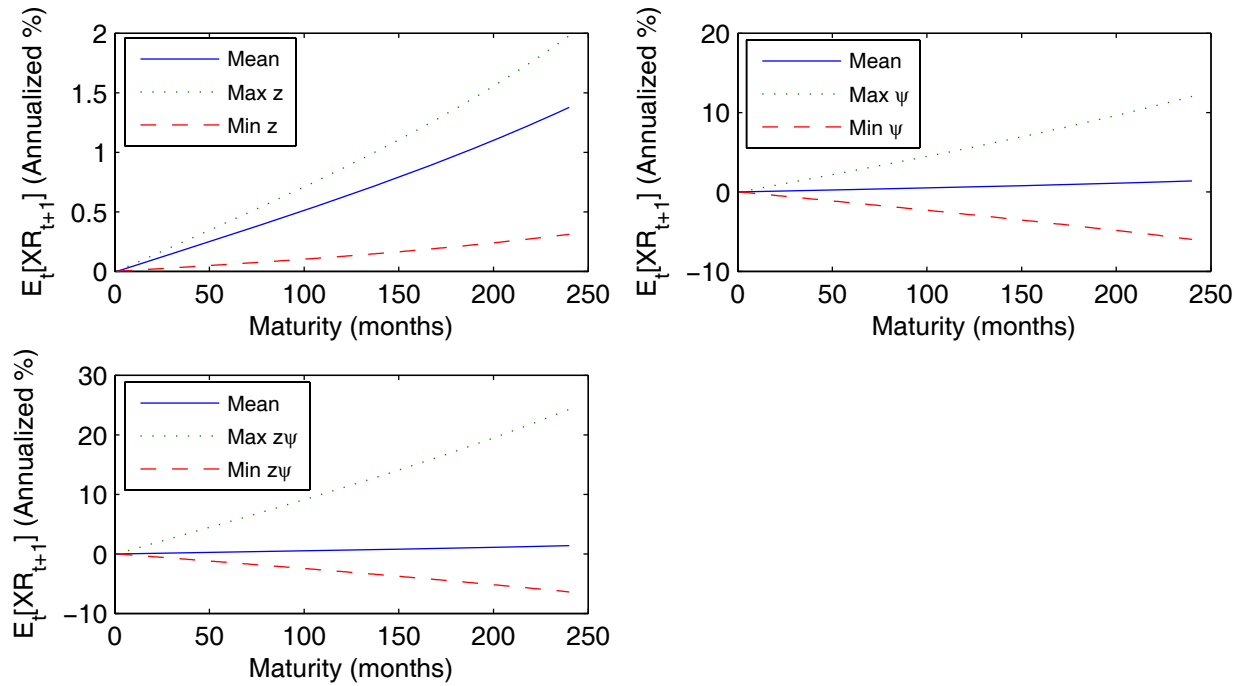 E_t[XR_{t+1}] (Annualized %)
2
1.5
1
0.5
0
Mean
Max z
Min z
0 50 100 150 200 250
Maturity (months)
E_t[XR_{t+1}] (Annualized %)
20
10
0
−10
Mean
Max ψ
Min ψ
0 50 100 150 200 250
Maturity (months)
E_t[XR_{t+1}] (Annualized %)
30
20
10
0
−10
Mean
Max zψ
Min zψ
0 50 100 150 200 250
Maturity (months)